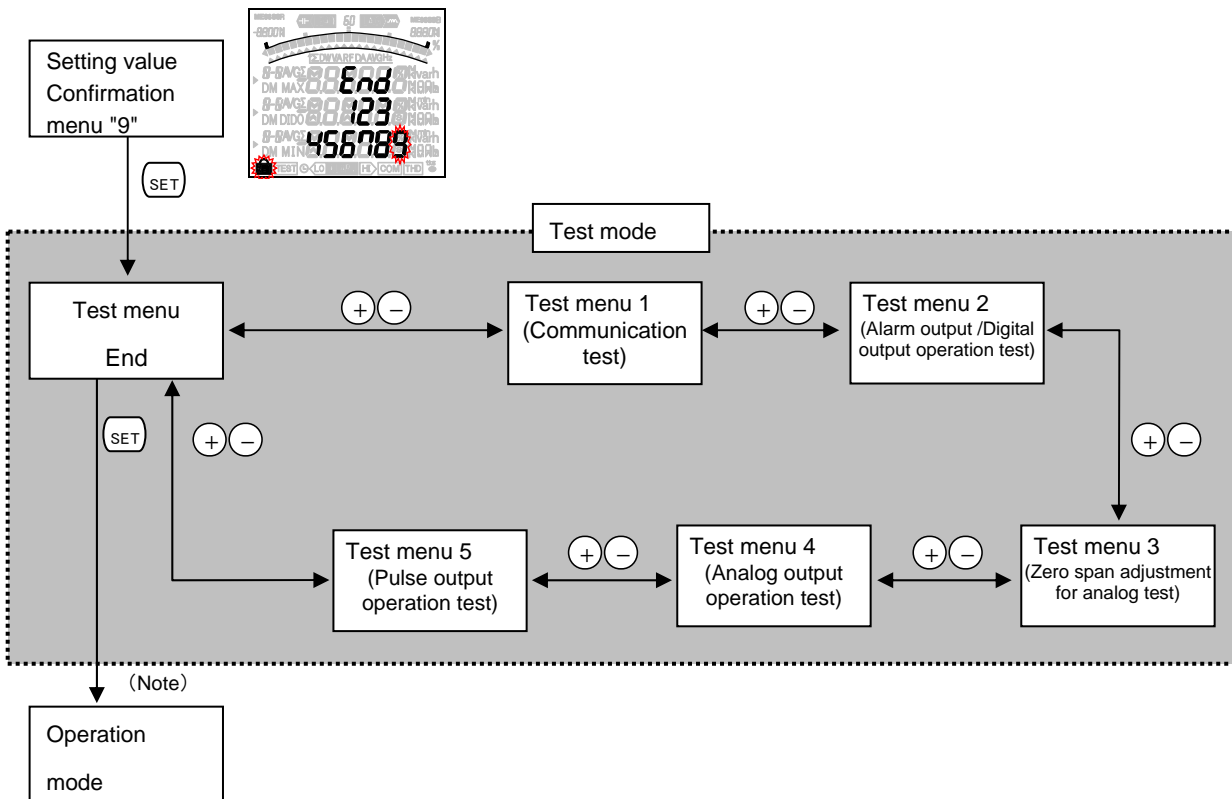 Setting value
Confirmation
menu "9"
60
End
123
456789
SET
Test mode
Test menu
End
+ −
Test menu 1
(Communication
test)
+ −
Test menu 2
(Alarm output /Digital
output operation test)
SET
+ −
+ −
Test menu 5
(Pulse output
operation test)
+ −
Test menu 4
(Analog output
operation test)
+ −
Test menu 3
(Zero span adjustment
for analog test)
（Note）
Operation
mode